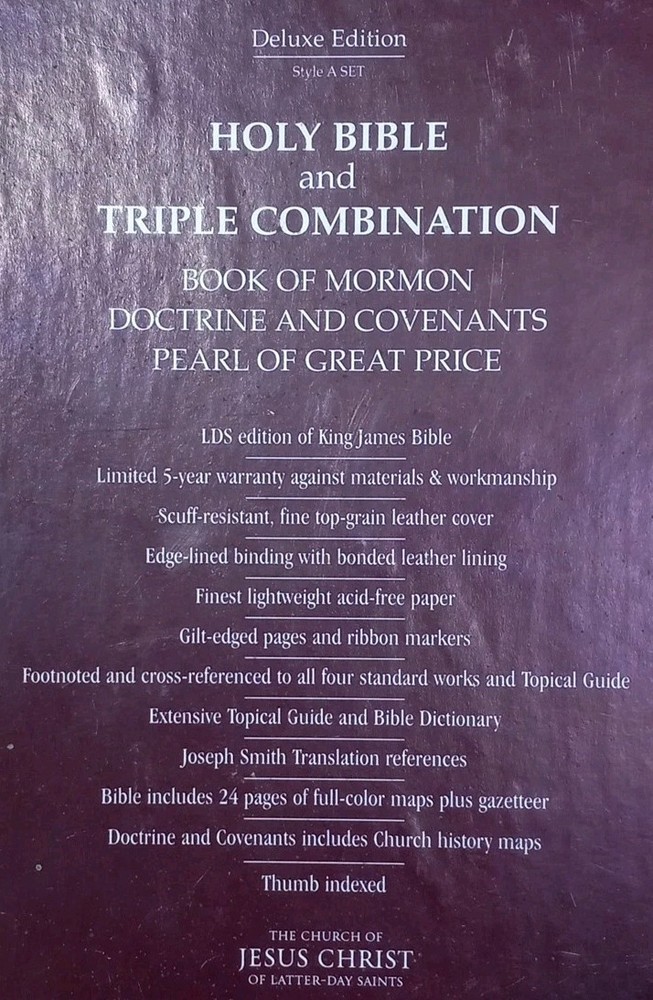 Deluxe Edition
Style A SET
HOLY BIBLE
and
TRIPLE COMBINATION
BOOK OF MORMON
DOCTRINE AND COVENANTS
PEARL OF GREAT PRICE
LDS edition of King James Bible
Limited 5-year warranty against materials & workmanship
Scuff-resistant, fine top-grain leather cover
Edge-lined binding with bonded leather lining
Finest lightweight acid-free paper
Gilt-edged pages and ribbon markers
Footnoted and cross-referenced to all four standard works and Topical Guide
Extensive Topical Guide and Bible Dictionary
Joseph Smith Translation references
Bible includes 24 pages of full-color maps plus gazetteer
Doctrine and Covenants includes Church history maps
Thumb indexed
THE CHURCH OF
JESUS CHRIST
OF LATTER-DAY SAINTS